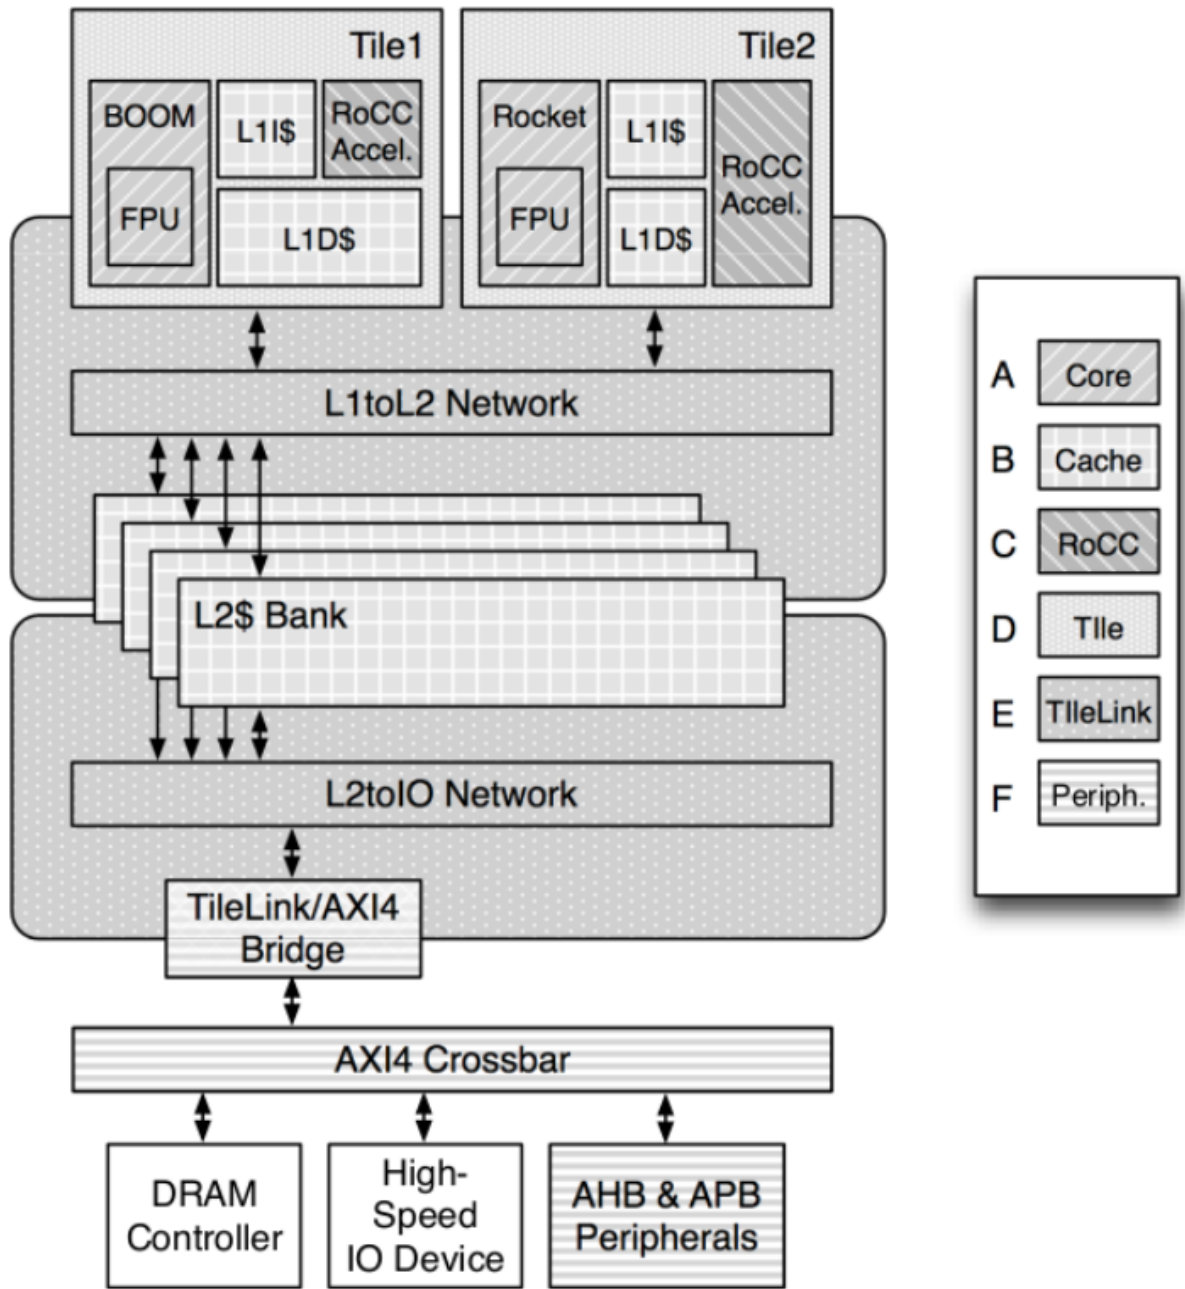 Tile1
BOOM
FPU
L1I$
RoCC
Accel.
L1D$
Tile2
Rocket
FPU
L1I$
L1D$
RoCC
Accel.
L1toL2 Network
L2$ Bank
L2toIO Network
TileLink/AXI4
Bridge
AXI4 Crossbar
DRAM
Controller
High-
Speed
IO Device
AHB & APB
Peripherals
A Core
B Cache
C RoCC
D TIle
E TIleLink
F Periph.